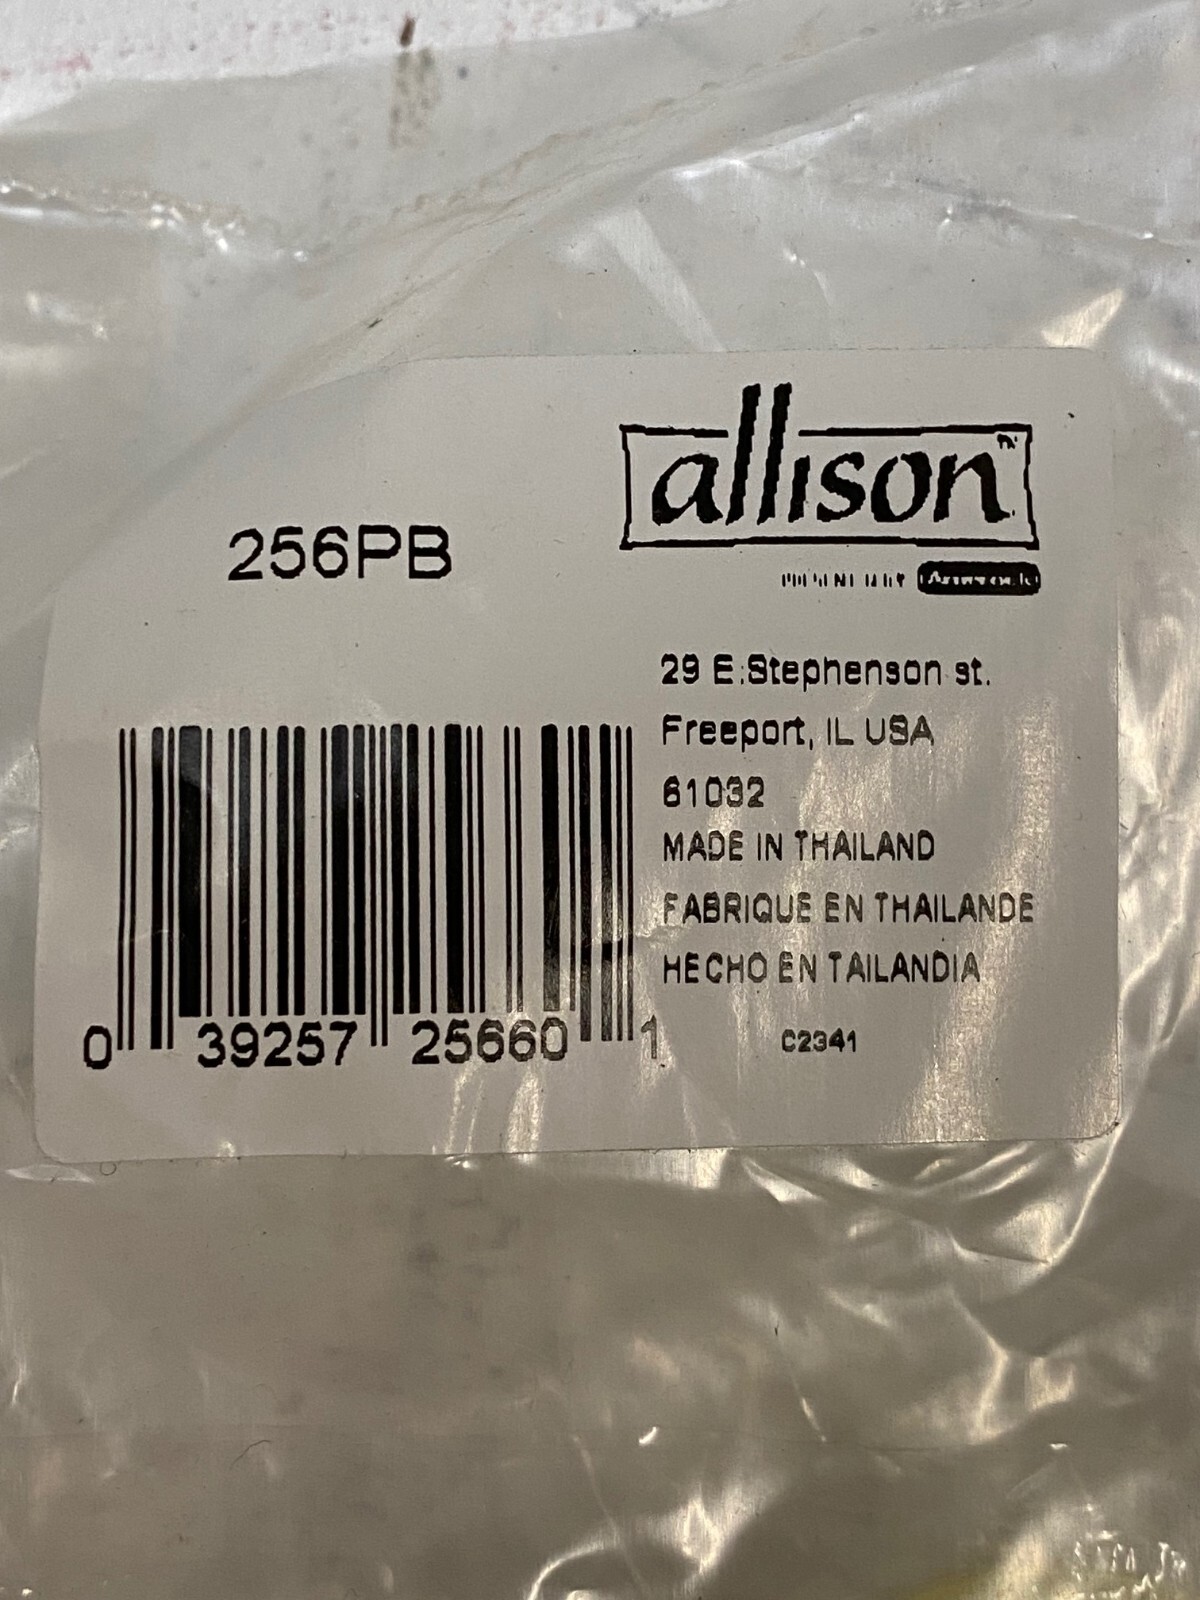 allison™
256PB
29 E.Stephenson st.
Freeport, IL USA
61032
MADE IN THAILAND
FABRIQUE EN THAILANDE
HECHO EN TAILANDIA
0 39257 25660 1
C2341